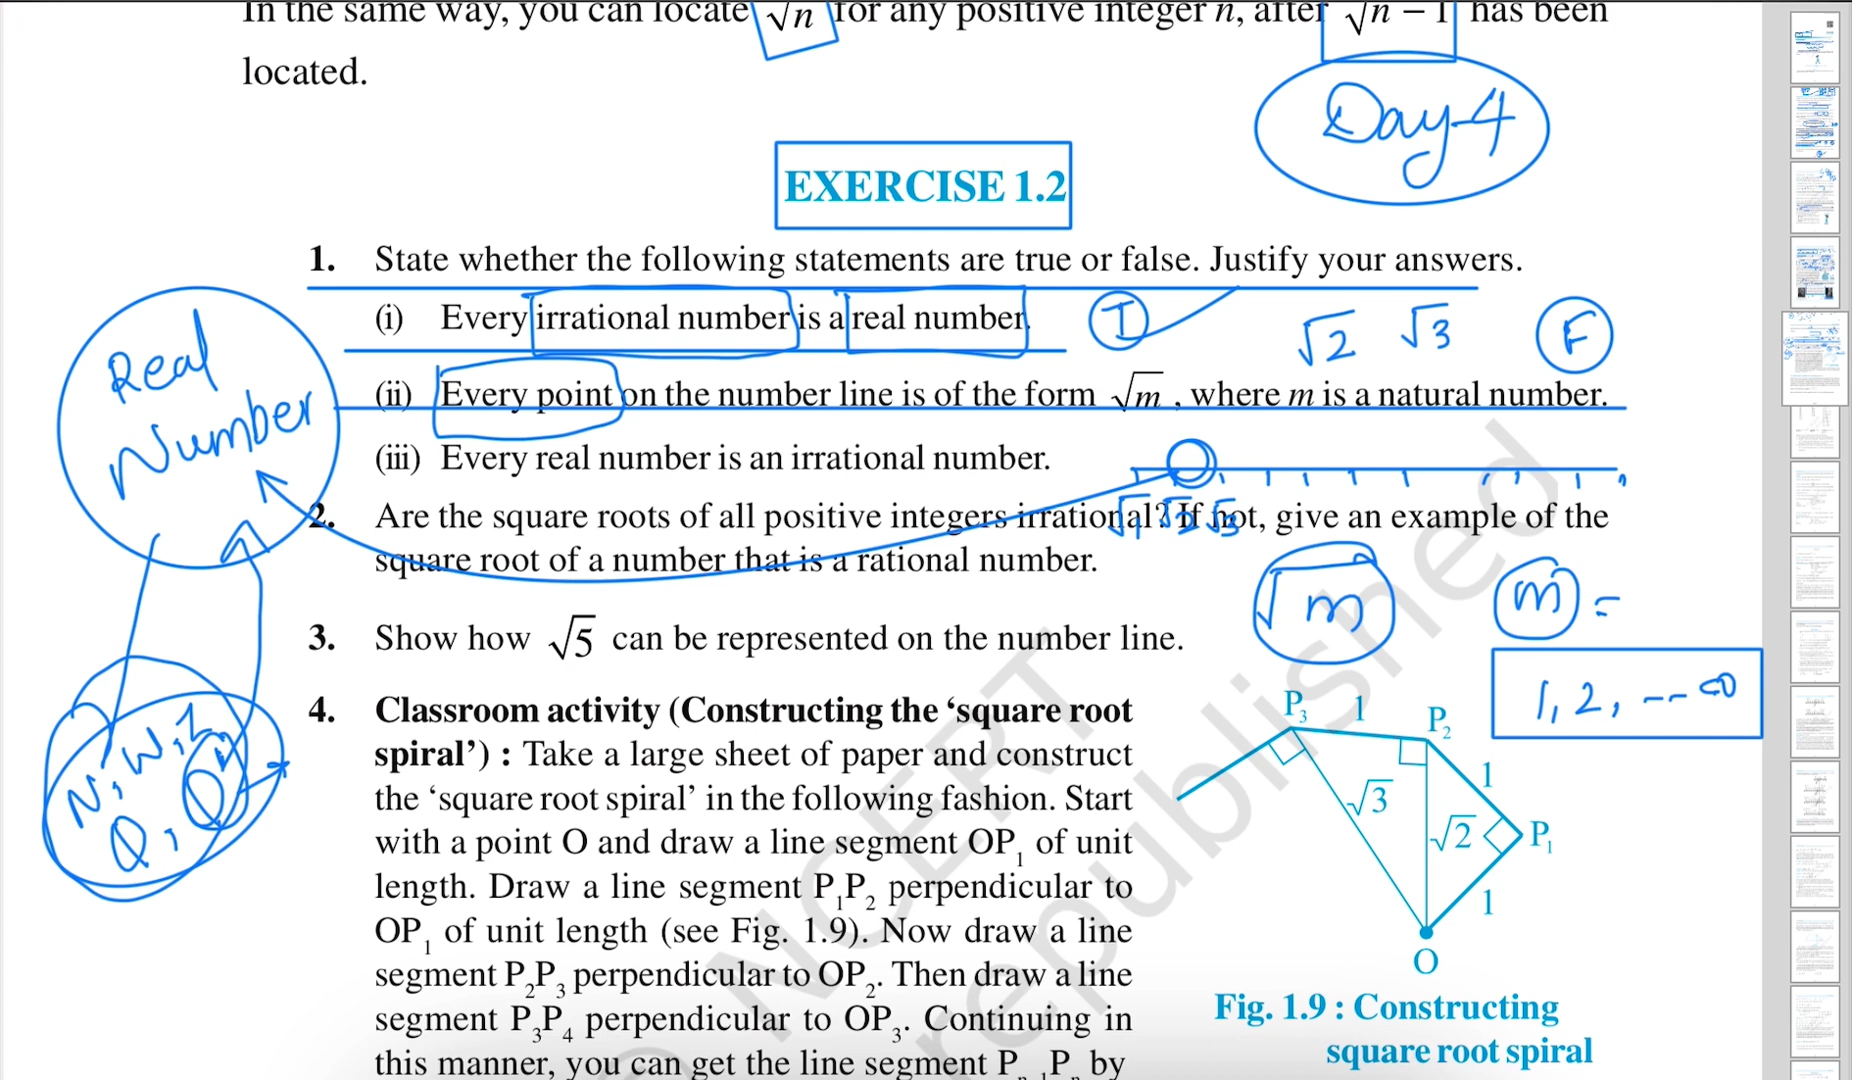 In the same way, you can locate √n for any positive integer n, after √n – 1 has been
located.
Day-4
EXERCISE 1.2
1. State whether the following statements are true or false. Justify your answers.
(i) Every irrational number is a real number.
T
√2 √3 F
(ii) Every point on the number line is of the form √m , where m is a natural number.
Real
Number
(iii) Every real number is an irrational number.
√1 √2 √3
2. Are the square roots of all positive integers irrational? If not, give an example of the
square root of a number that is a rational number.
√m m =
3. Show how √5 can be represented on the number line.
1, 2, --- ∞
4. Classroom activity (Constructing the ‘square root
spiral’) : Take a large sheet of paper and construct
the ‘square root spiral’ in the following fashion. Start
with a point O and draw a line segment OP₁ of unit
length. Draw a line segment P₁P₂ perpendicular to
OP₁ of unit length (see Fig. 1.9). Now draw a line
segment P₂P₃ perpendicular to OP₂. Then draw a line
segment P₃P₄ perpendicular to OP₃. Continuing in
this manner, you can get the line segment Pₙ₋₁Pₙ by
N, W, Z
Q,
P₃ 1 P₂
1
√3
√2 P₁
1
O
Fig. 1.9 : Constructing
square root spiral
NCERT
republished